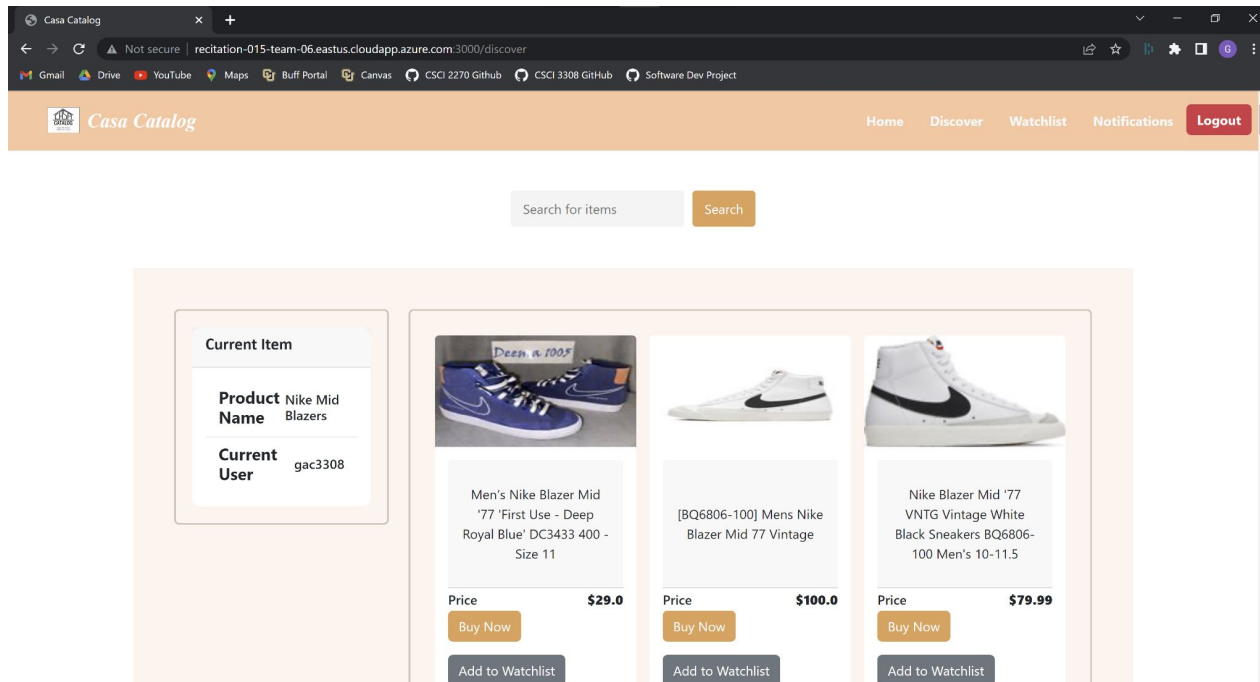 Casa Catalog
Not secure | recitation-015-team-06.eastus.cloudapp.azure.com:3000/discover
G
Gmail Drive YouTube Maps Buff Portal Canvas CSCI 2270 Github CSCI 3308 GitHub Software Dev Project
Casa Catalog
Home Discover Watchlist Notifications Logout
Search for items Search
Current Item
Product Name Nike Mid Blazers
Current User gac3308
Deema 1005
Men's Nike Blazer Mid
'77 'First Use - Deep
Royal Blue' DC3433 400 -
Size 11
Price $29.0
Buy Now
Add to Watchlist
[BQ6806-100] Mens Nike
Blazer Mid 77 Vintage
Price $100.0
Buy Now
Add to Watchlist
Nike Blazer Mid '77
VNTG Vintage White
Black Sneakers BQ6806-
100 Men's 10-11.5
Price $79.99
Buy Now
Add to Watchlist